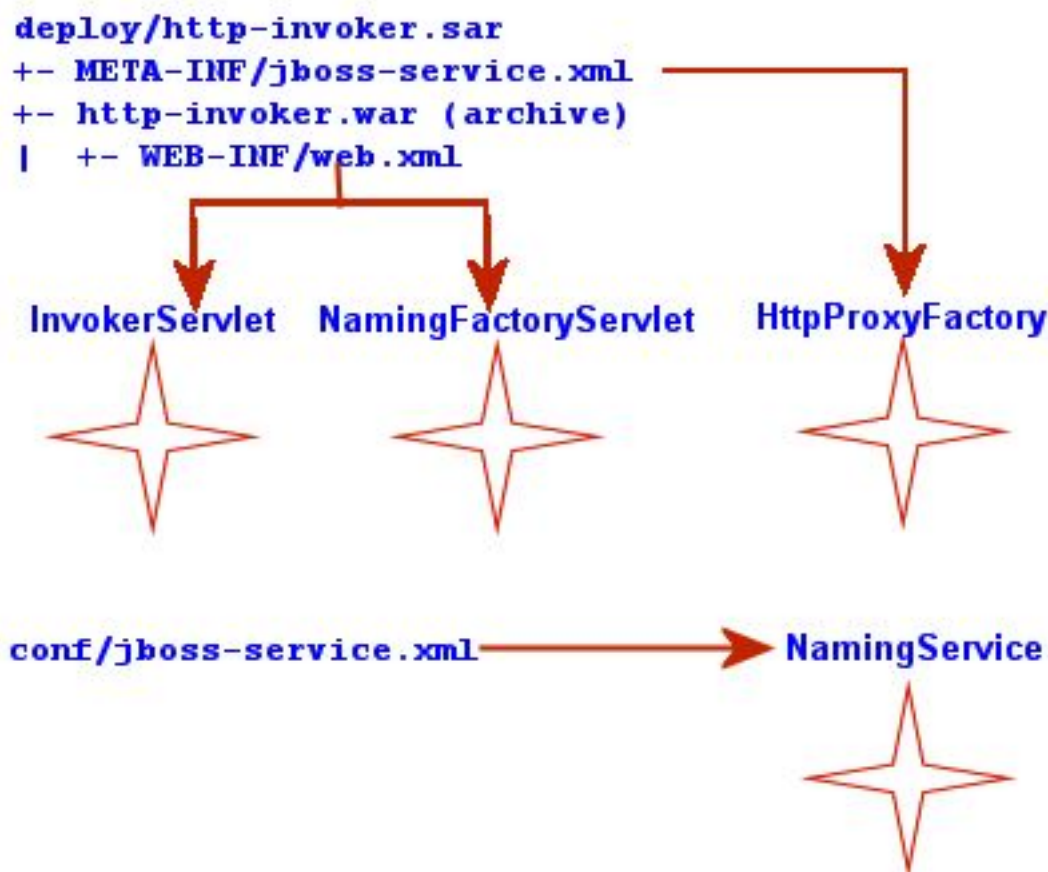 deploy/http-invoker.sar
+- META-INF/jboss-service.xml
+- http-invoker.war (archive)
|  +- WEB-INF/web.xml
InvokerServlet NamingFactoryServlet HttpProxyFactory
conf/jboss-service.xml NamingService